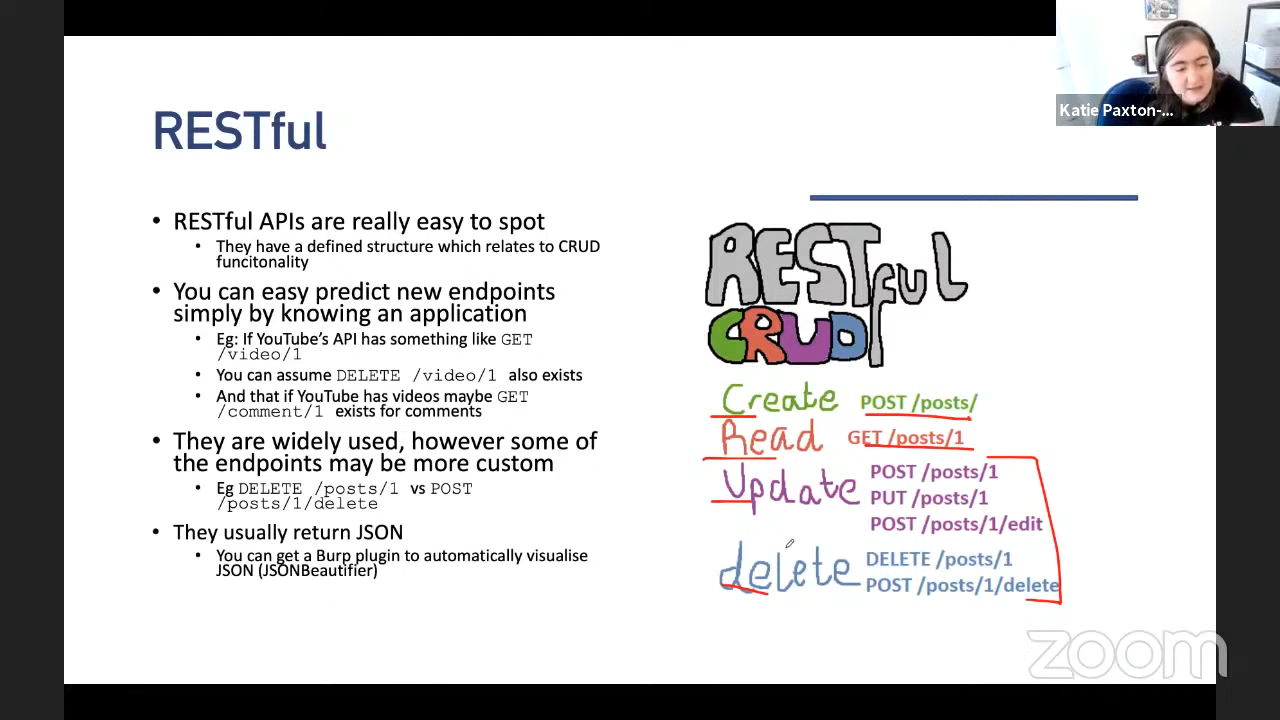 Katie Paxton-...
RESTful
• RESTful APIs are really easy to spot
• They have a defined structure which relates to CRUD
funcitonality
• You can easy predict new endpoints
simply by knowing an application
• Eg: If YouTube's API has something like GET
/video/1
• You can assume DELETE /video/1 also exists
• And that if YouTube has videos maybe GET
/comment/1 exists for comments
• They are widely used, however some of
the endpoints may be more custom
• Eg DELETE /posts/1 vs POST
/posts/1/delete
• They usually return JSON
• You can get a Burp plugin to automatically visualise
JSON (JSONBeautifier)
RESTful
CRUD
Create POST /posts/
Read GET /posts/1
Update POST /posts/1
PUT /posts/1
POST /posts/1/edit
delete DELETE /posts/1
POST /posts/1/delete
zoom